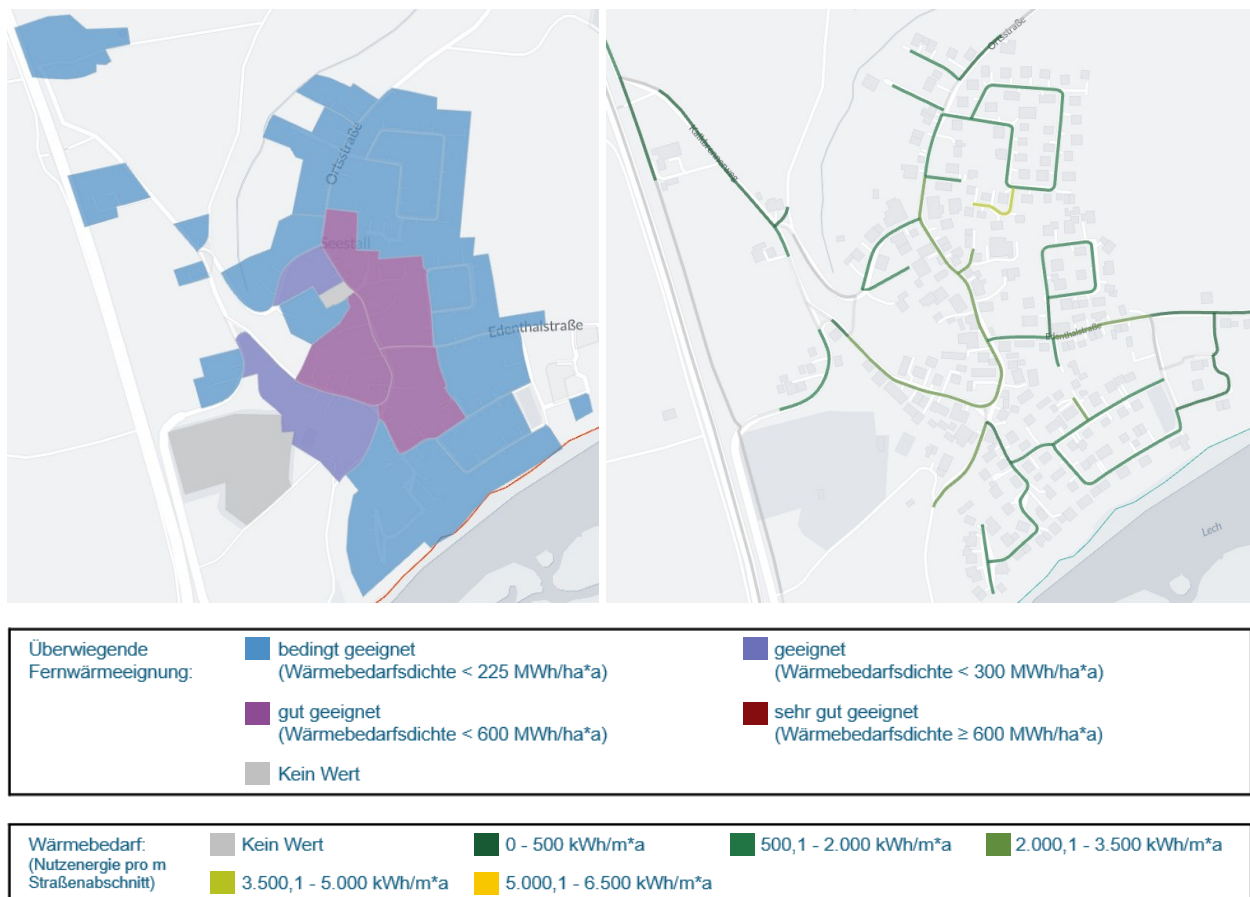 Ortsstraße
Seestall
Edenthalstraße
Ortsstraße
Kaltbrunnerweg
Edenthalstraße
Lech
Überwiegende
Fernwärmeeignung:
bedingt geeignet
(Wärmebedarfsdichte < 225 MWh/ha*a)
geeignet
(Wärmebedarfsdichte < 300 MWh/ha*a)
gut geeignet
(Wärmebedarfsdichte < 600 MWh/ha*a)
sehr gut geeignet
(Wärmebedarfsdichte ≥ 600 MWh/ha*a)
Kein Wert
Wärmebedarf:
(Nutzenergie pro m
Straßenabschnitt)
Kein Wert
0 - 500 kWh/m*a
500,1 - 2.000 kWh/m*a
2.000,1 - 3.500 kWh/m*a
3.500,1 - 5.000 kWh/m*a
5.000,1 - 6.500 kWh/m*a